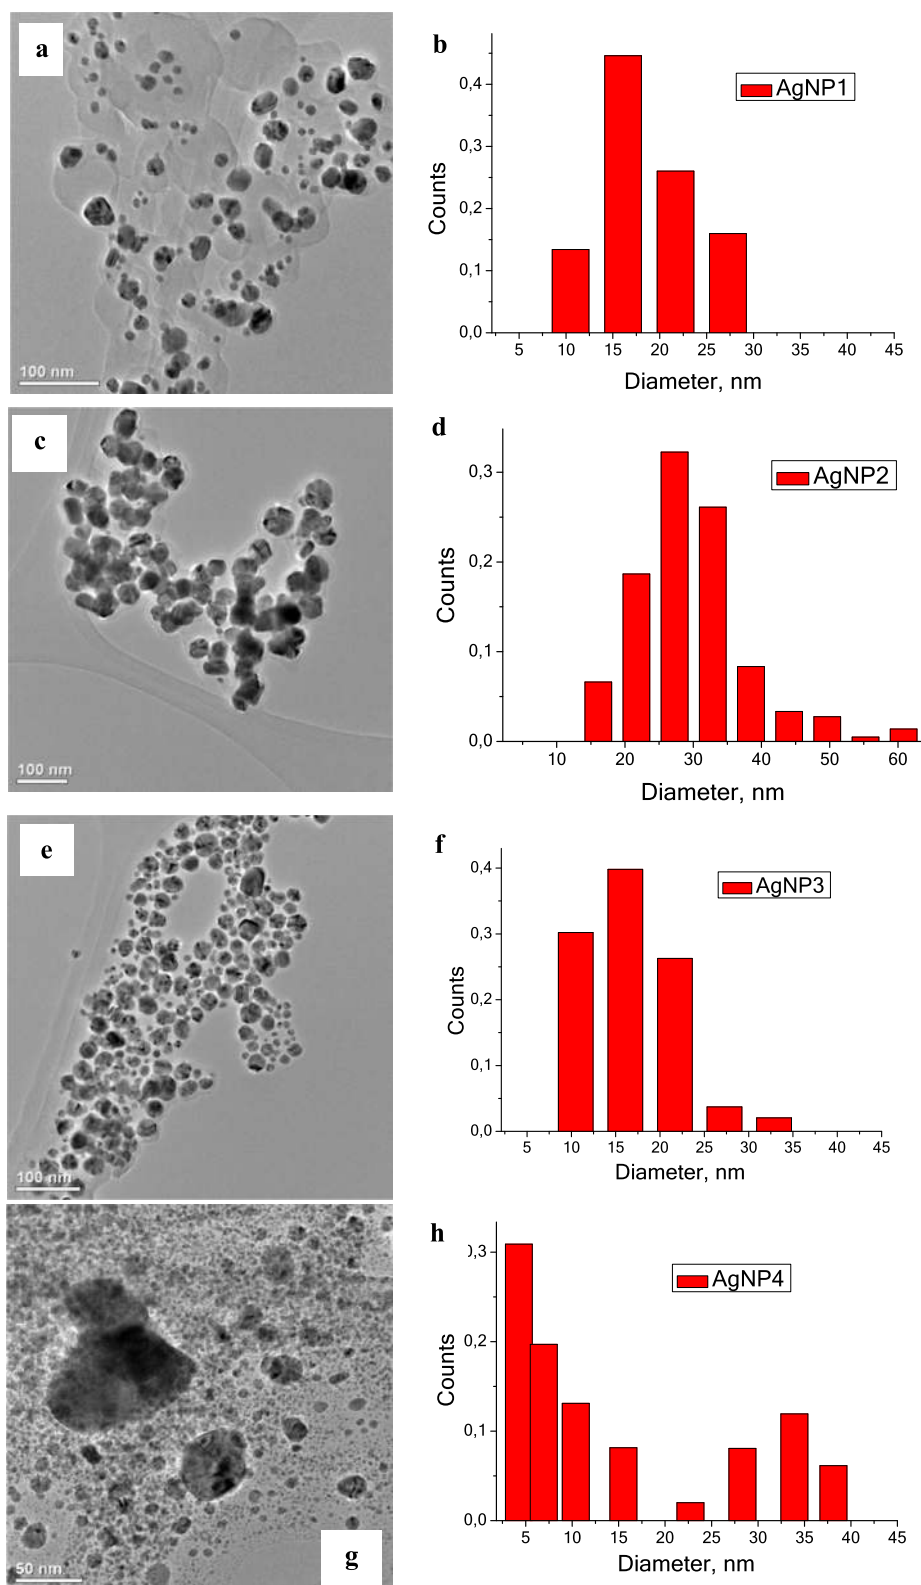 a
100 nm
b
AgNP1
Counts
0,4
0,3
0,2
0,1
0,0
5 10 15 20 25 30 35 40 45
Diameter, nm
c
100 nm
d
AgNP2
Counts
0,3
0,2
0,1
0,0
10 20 30 40 50 60
Diameter, nm
e
100 nm
f
AgNP3
Counts
0,4
0,3
0,2
0,1
0,0
5 10 15 20 25 30 35 40 45
Diameter, nm
g
50 nm
h
AgNP4
Counts
),3
0,2
0,1
0,0
5 10 15 20 25 30 35 40 45
Diameter, nm